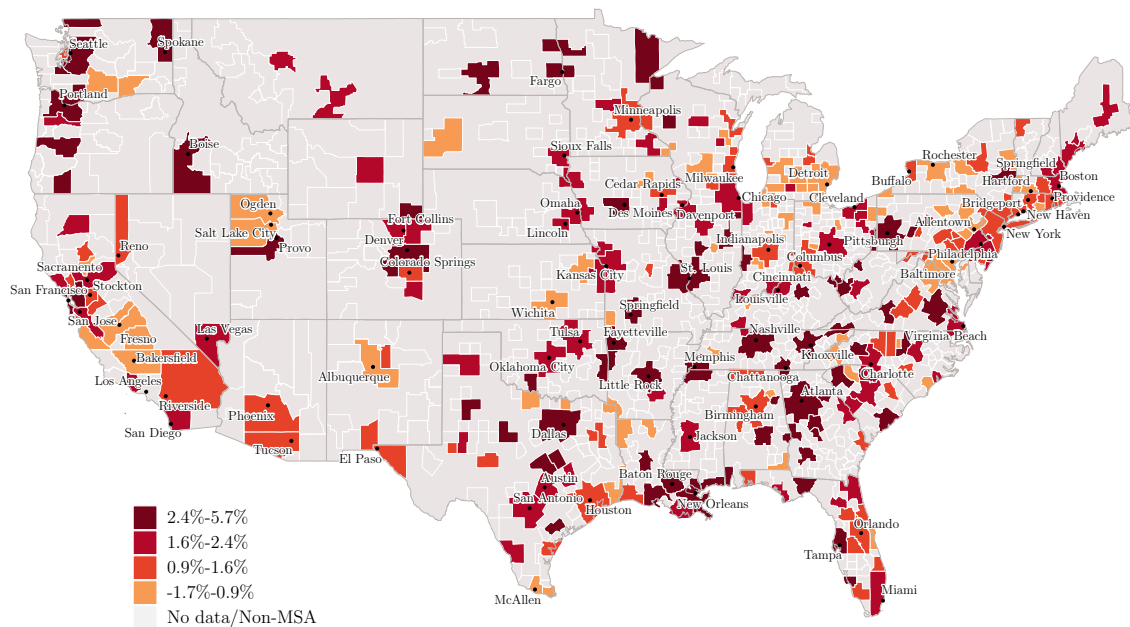 Seattle
Spokane
Portland
Fargo
Minneapolis
Boise
Sioux Falls
Rochester
Springfield
Milwaukee
Detroit
Buffalo
Hartford
Boston
Cedar Rapids
Ogden
Omaha
Chicago
Cleveland
Bridgeport
Providence
Fort Collins
Des Moines
Davenport
New Haven
Salt Lake City
Lincoln
Allentown
New York
Reno
Provo
Denver
Indianapolis
Pittsburgh
Sacramento
Colorado Springs
Kansas City
St. Louis
Columbus
Philadelphia
San Francisco
Stockton
Cincinnati
Baltimore
San Jose
Wichita
Springfield
Louisville
Las Vegas
Fresno
Tulsa
Fayetteville
Nashville
Virginia Beach
Bakersfield
Memphis
Knoxville
Los Angeles
Albuquerque
Oklahoma City
Little Rock
Chattanooga
Charlotte
Riverside
Atlanta
Phoenix
Birmingham
San Diego
Dallas
Jackson
Tucson
El Paso
Austin
Baton Rouge
San Antonio
Houston
New Orleans
Orlando
Tampa
Miami
McAllen
2.4%-5.7%
1.6%-2.4%
0.9%-1.6%
-1.7%-0.9%
No data/Non-MSA